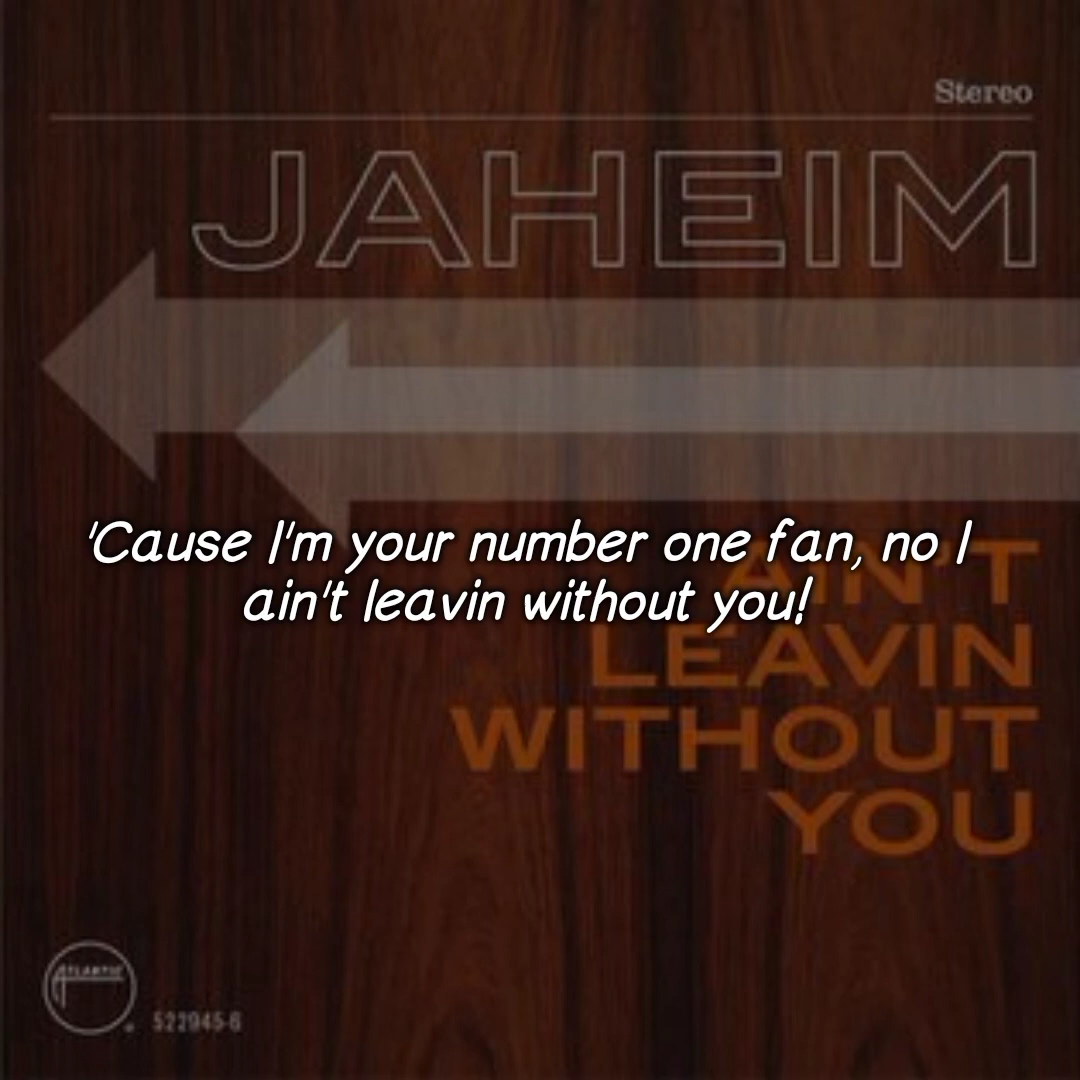 Stereo
JAHEIM
'Cause I'm your number one fan, no I
ain't leavin without you!
AIN'T
LEAVIN
WITHOUT
YOU
ATLANTIC
522945-6